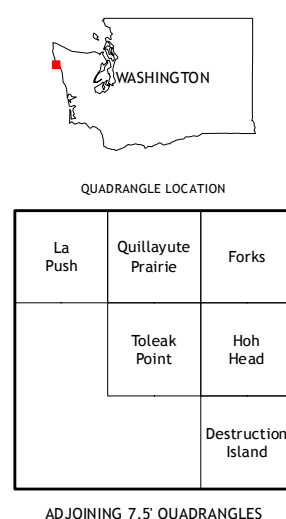 WASHINGTON
QUADRANGLE LOCATION
La
Push
Quillayute
Prairie
Forks
Toleak
Point
Hoh
Head
Destruction
Island
ADJOINING 7.5' QUADRANGLES